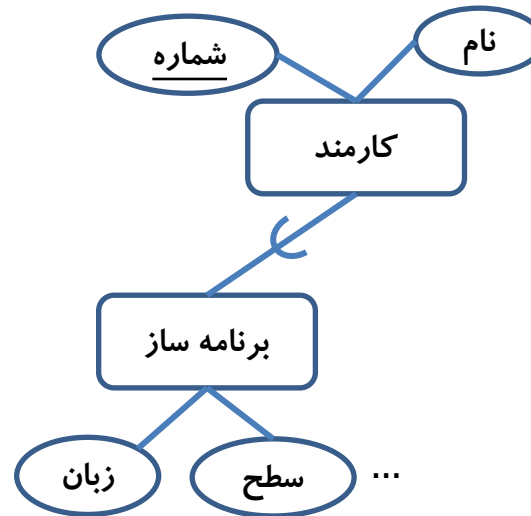 نام
شماره
کارمند
برنامه ساز
زبان
سطح
...